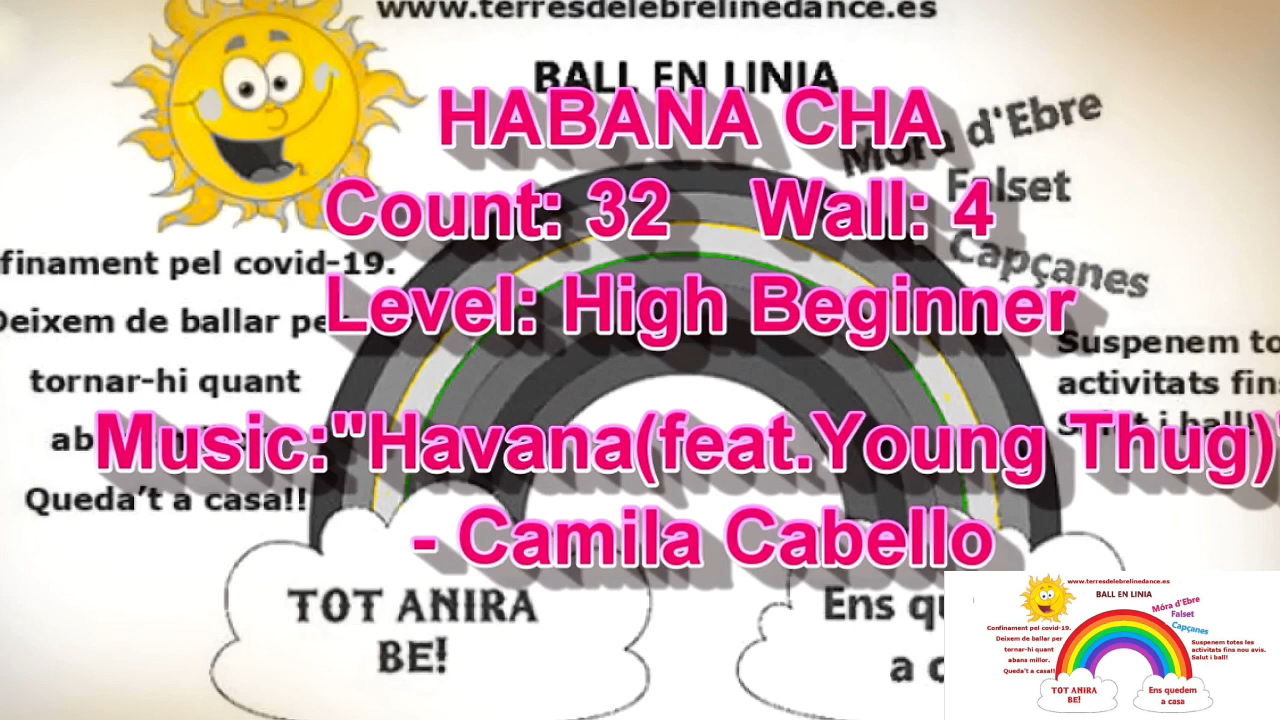 www.terresdelebrelinedance.es
BALL EN LINIA
HABANA CHA
Móra d'Ebre
Falset
Capçanes
Count: 32 Wall: 4
Level: High Beginner
finament pel covid-19.
Deixem de ballar pe
tornar-hi quant
ab
Queda't a casa!!
Suspenem to
activitats fin
Salut i ball!!
Music:"Havana(feat.Young Thug)"
- Camila Cabello
TOT ANIRA
BE!
Ens qu
a c
www.terresdelebrelinedance.es
BALL EN LINIA
Móra d'Ebre
Falset
Capçanes
Confinament pel covid-19.
Deixem de ballar per
tornar-hi quant
abans millor.
Queda't a casa!!
Suspenem totes les
activitats fins nou avis.
Salut i ball!
TOT ANIRA
BE!
Ens quedem
a casa